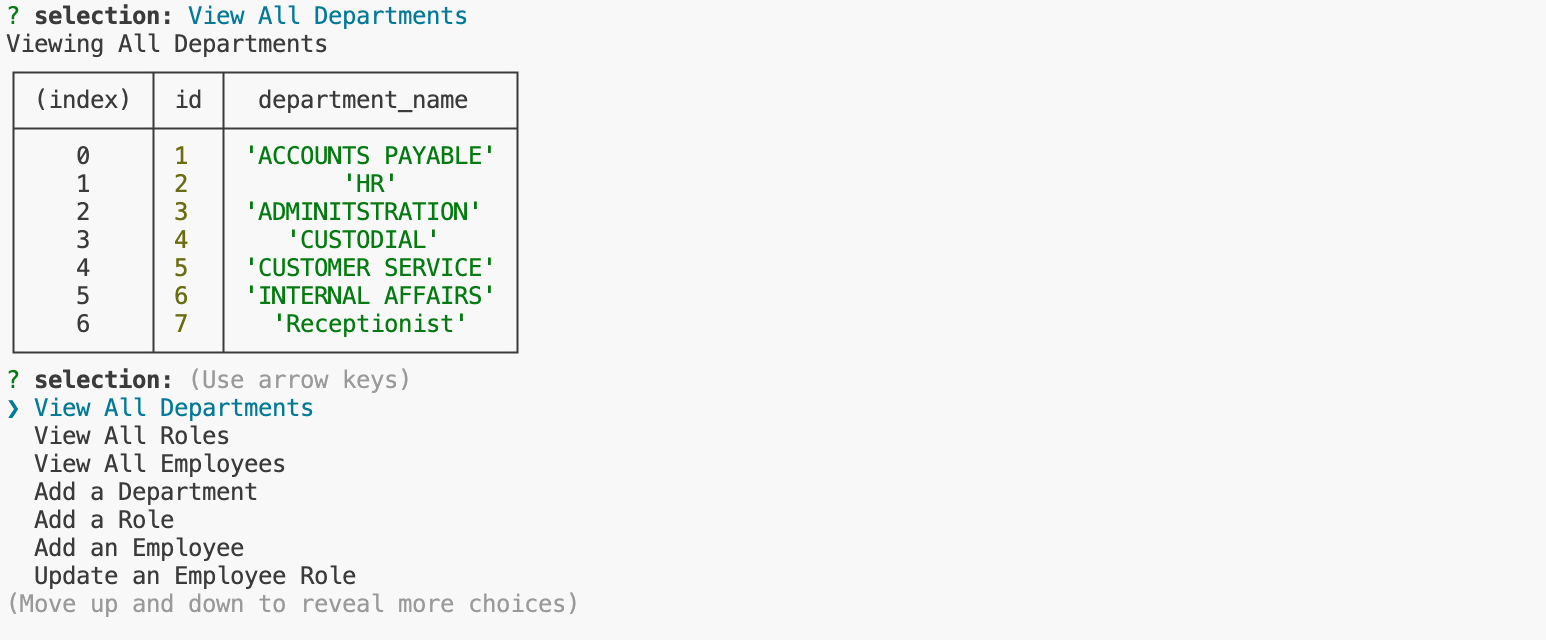 ? selection: View All Departments
Viewing All Departments
(index) id department_name
0 1 'ACCOUNTS PAYABLE'
1 2 'HR'
2 3 'ADMINITSTRATION'
3 4 'CUSTODIAL'
4 5 'CUSTOMER SERVICE'
5 6 'INTERNAL AFFAIRS'
6 7 'Receptionist'
? selection: (Use arrow keys)
❯ View All Departments
View All Roles
View All Employees
Add a Department
Add a Role
Add an Employee
Update an Employee Role
(Move up and down to reveal more choices)